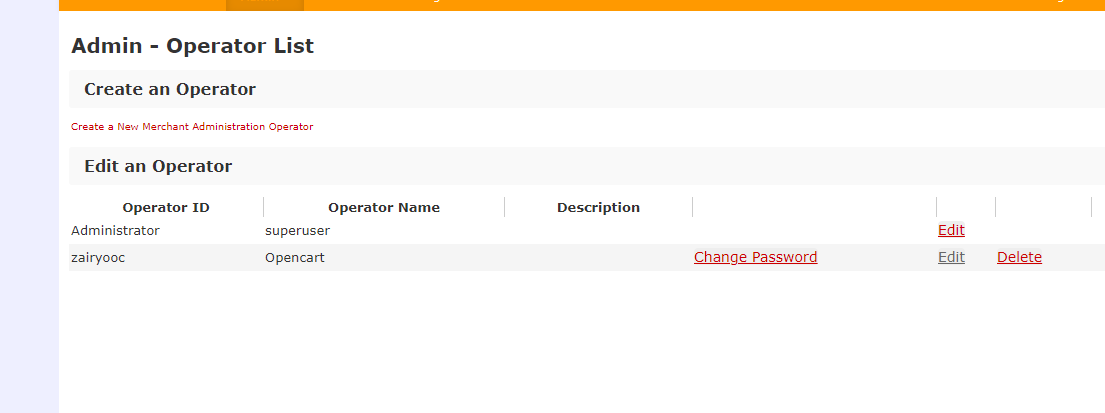 Admin - Operator List
Create an Operator
Create a New Merchant Administration Operator
Edit an Operator
Operator ID Operator Name Description
Administrator superuser Edit
zairyooc Opencart Change Password Edit Delete